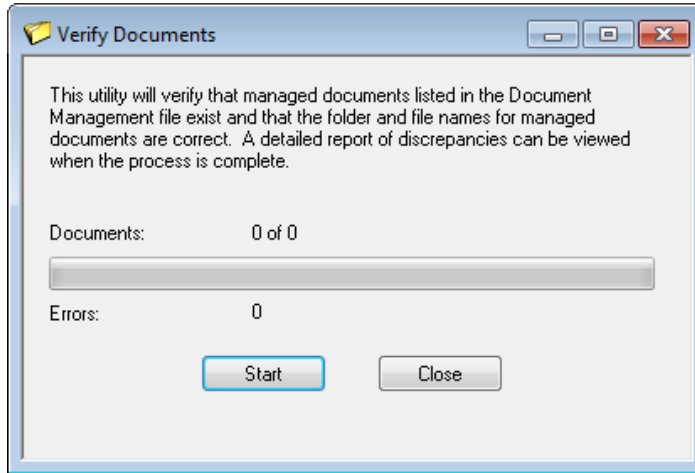 Verify Documents
This utility will verify that managed documents listed in the Document
Management file exist and that the folder and file names for managed
documents are correct.  A detailed report of discrepancies can be viewed
when the process is complete.
Documents: 0 of 0
Errors: 0
Start Close